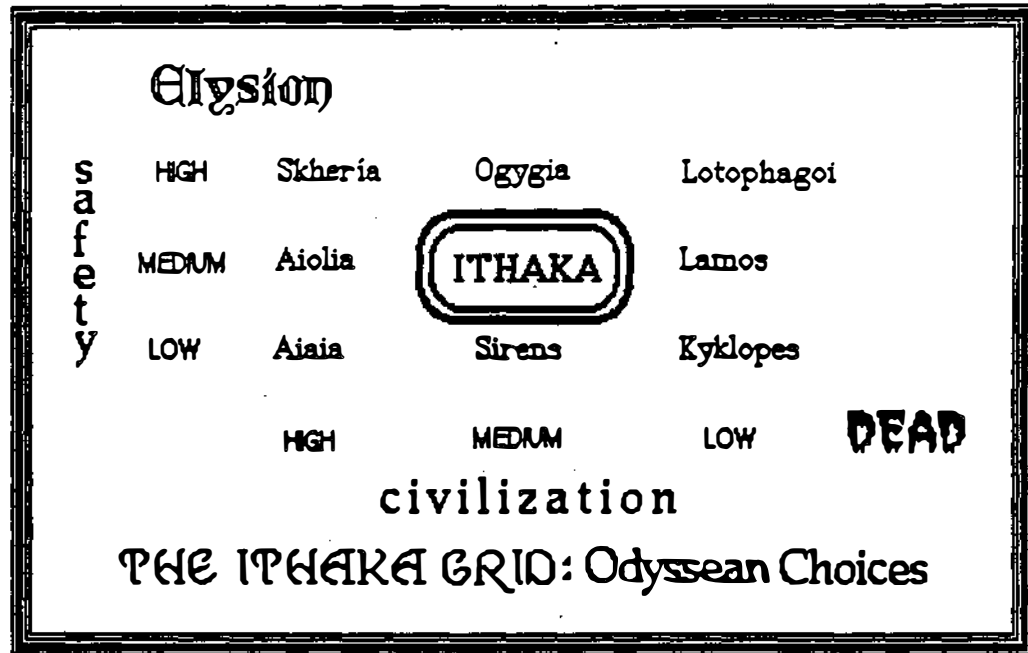 Elysion
safety
HIGH Skhería Ogygia Lotophagoi
MEDIUM Aiolia ITHAKA Lamos
LOW Aiaia Sirens Kyklopes
HIGH MEDIUM LOW DEAD
civilization
THE ITHAKA GRID: Odyssean Choices